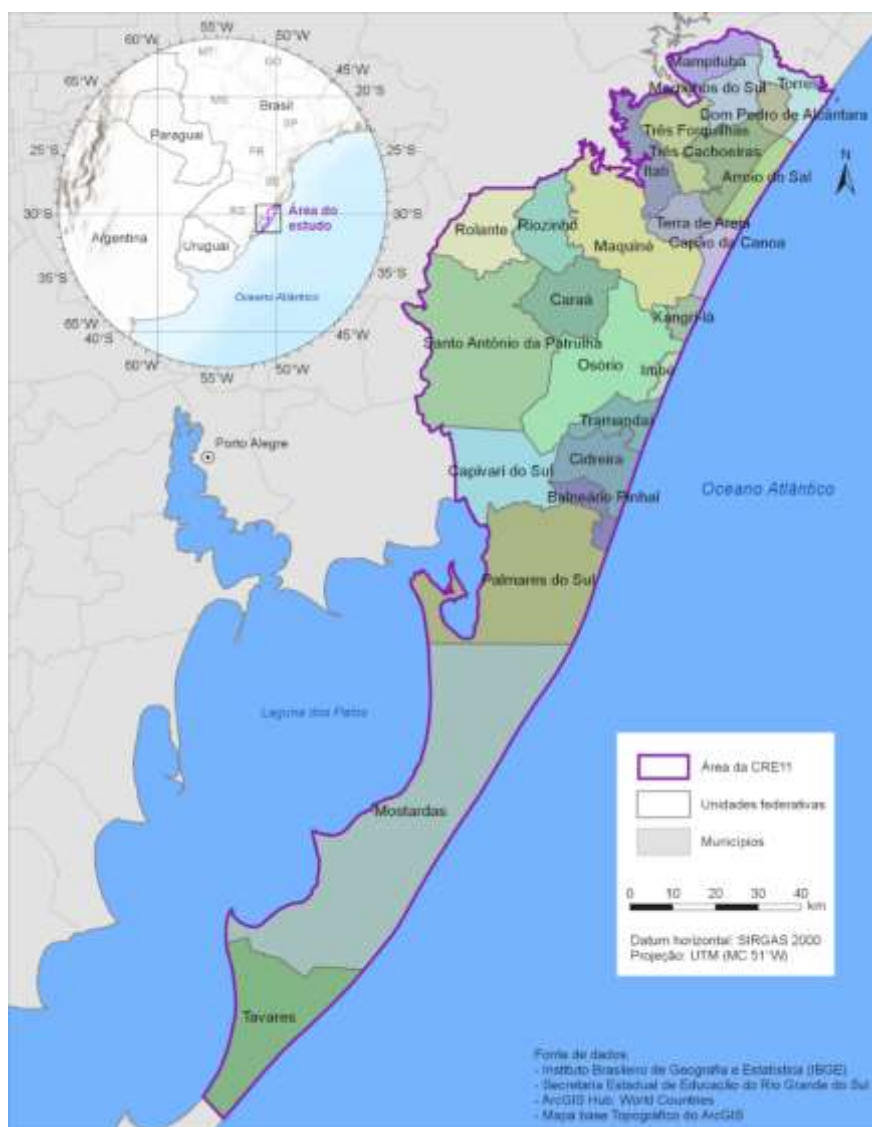 60°W
55°W
50°W
45°W
20°S
25°S
25°S
30°S
30°S
35°S
35°S
40°S
45°W
50°W
55°W
60°W
MT
GO
MS
Brasil
SP
PR
RS
Paraguai
Argentina
Uruguai
Área do
estudo
Oceano Atlântico
Mampituba
Torres
Dom Pedro de Alcântara
Três Forquilhas
Três Cachoeiras
Itati
Arroio do Sal
N
Terra de Areia
Capão da Canoa
Rolante
Riozinho
Maquiné
Caraá
Xangri-lá
Santo Antônio da Patrulha
Osório
Imbé
Tramandaí
Porto Alegre
Capivari do Sul
Cidreira
Balneário Pinhal
Oceano Atlântico
Palmares do Sul
Laguna dos Patos
Mostardas
Tavares
Área da CRE11
Unidades federativas
Municípios
0 10 20 30 40
km
Datum horizontal: SIRGAS 2000
Projeção: UTM (MC 51°W)
Fonte de dados
- Instituto Brasileiro de Geografia e Estatística (IBGE)
- Secretaria Estadual de Educação do Rio Grande do Sul
- ArcGIS Hub: World Countries
- Mapa base Topográfico do ArcGIS